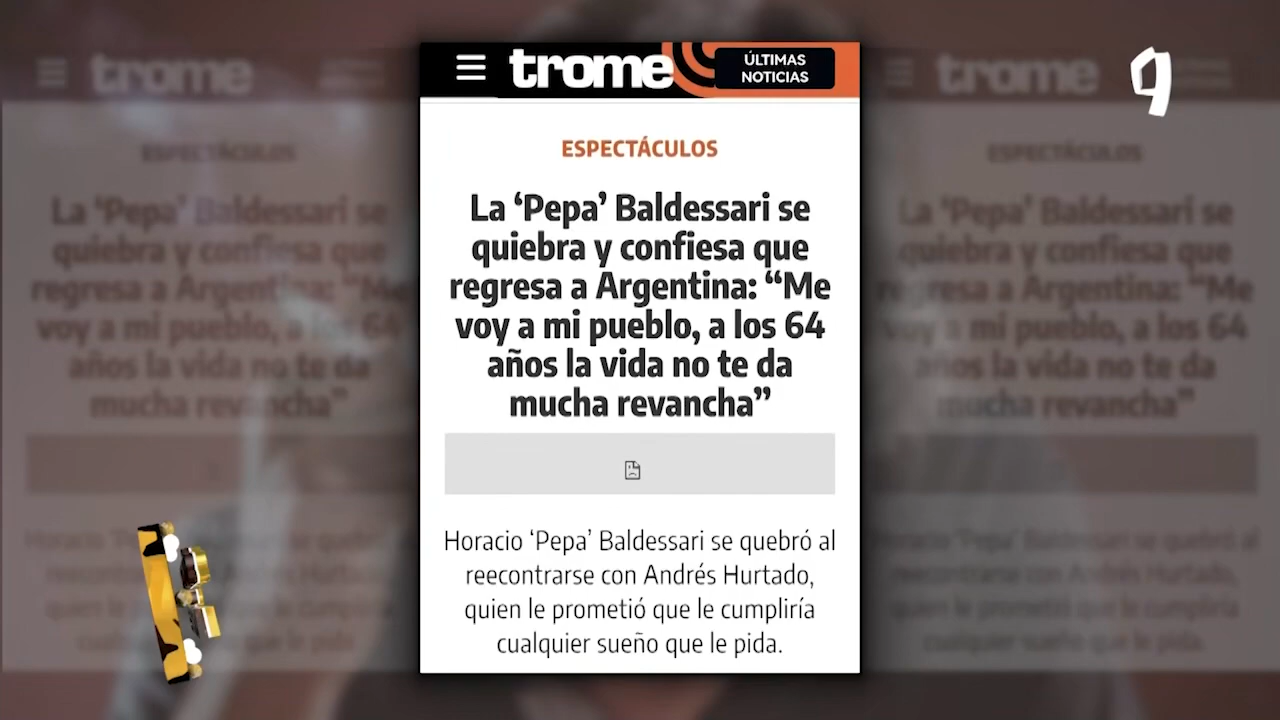 trome
ÚLTIMAS
NOTICIAS
ESPECTÁCULOS
La ‘Pepa’ Baldessari se
quiebra y confiesa que
regresa a Argentina: “Me
voy a mi pueblo, a los 64
años la vida no te da
mucha revancha”
Horacio ‘Pepa’ Baldessari se quebró al
reecontrarse con Andrés Hurtado,
quien le prometió que le cumpliría
cualquier sueño que le pida.